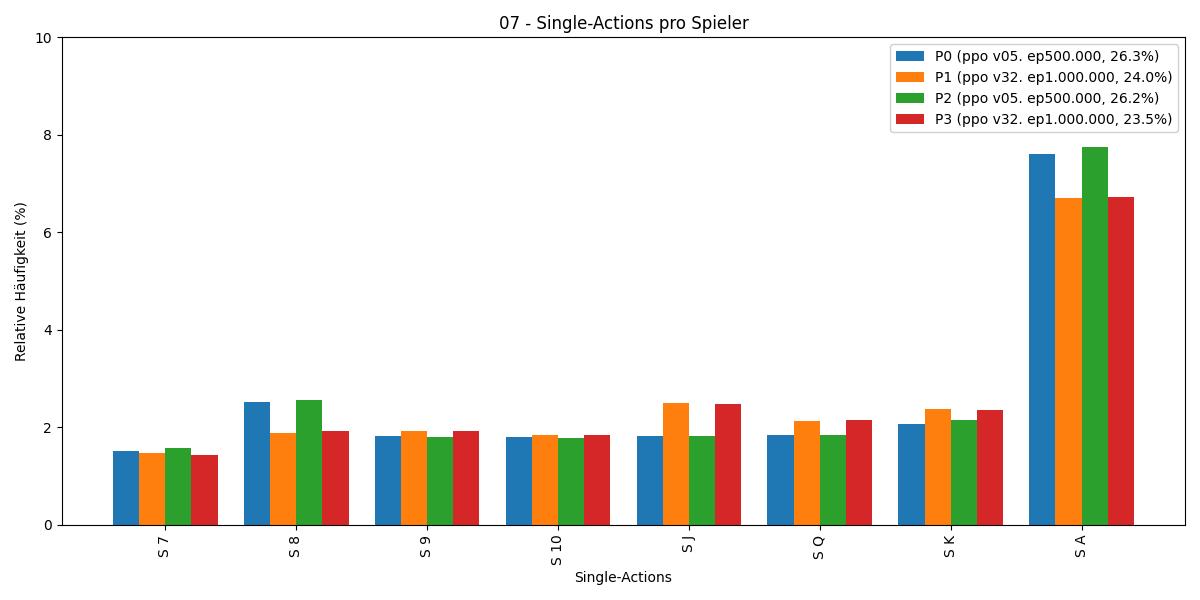 07 - Single-Actions pro Spieler
P0 (ppo v05. ep500.000, 26.3%)
P1 (ppo v32. ep1.000.000, 24.0%)
P2 (ppo v05. ep500.000, 26.2%)
P3 (ppo v32. ep1.000.000, 23.5%)
Relative Häufigkeit (%)
10
8
6
4
2
0
S 7
S 8
S 9
S 10
S J
S Q
S K
S A
Single-Actions